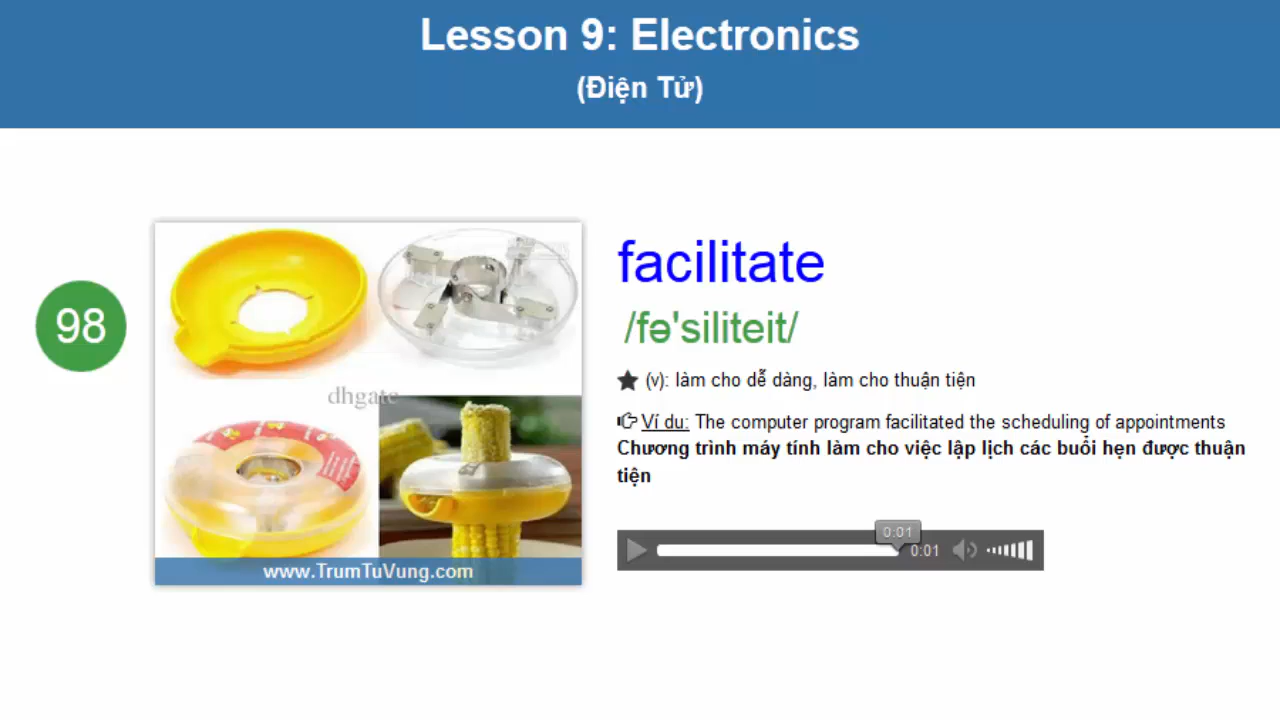 Lesson 9: Electronics
(Điện Tử)
98
facilitate
/fə'siliteit/
(v): làm cho dễ dàng, làm cho thuận tiện
Ví dụ: The computer program facilitated the scheduling of appointments
Chương trình máy tính làm cho việc lập lịch các buổi hẹn được thuận
tiện
dhgate
0:01
0:01
www.TrumTuVung.com